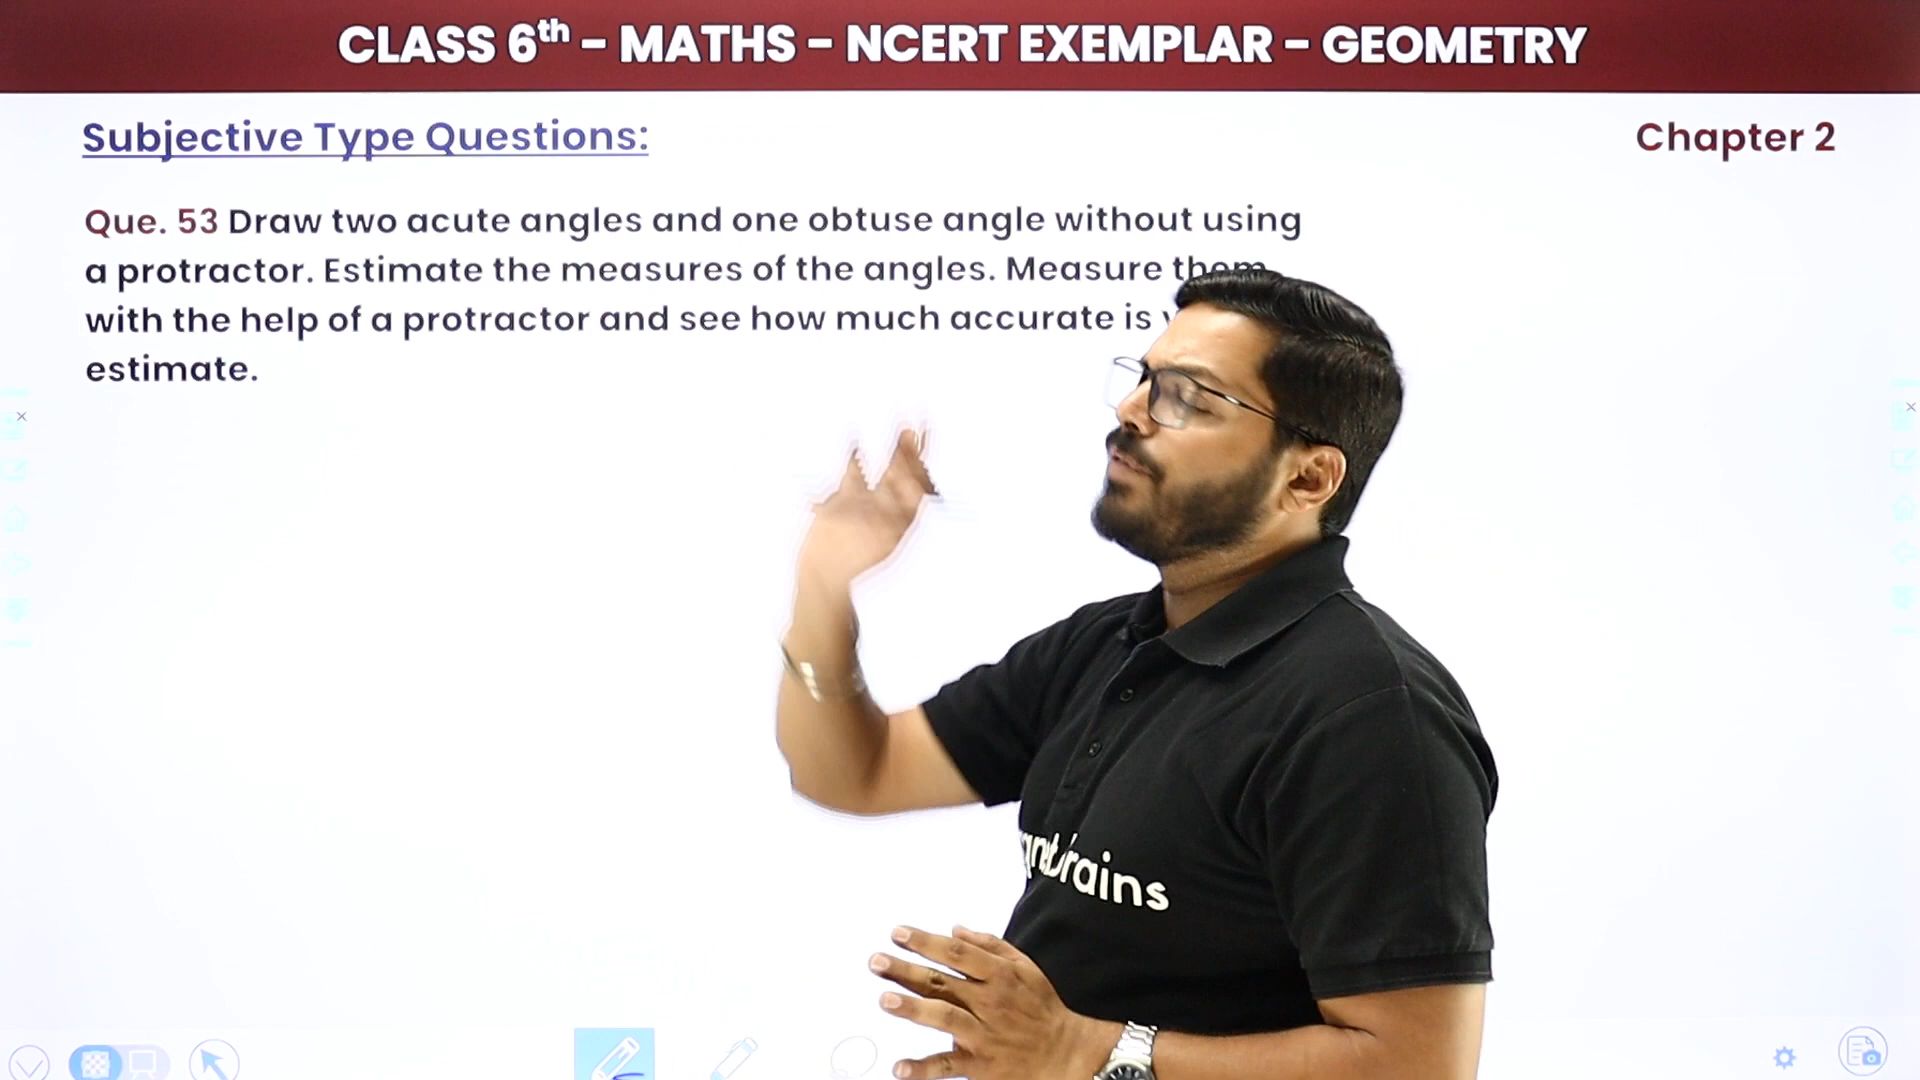 CLASS 6th - MATHS - NCERT EXEMPLAR - GEOMETRY
Subjective Type Questions:
Chapter 2
Que. 53 Draw two acute angles and one obtuse angle without using
a protractor. Estimate the measures of the angles. Measure them
with the help of a protractor and see how much accurate is
estimate.
rains